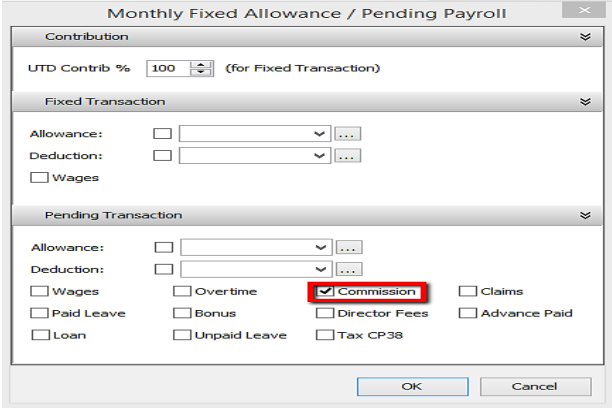 Monthly Fixed Allowance / Pending Payroll
Contribution
UTD Contrib % 100 (for Fixed Transaction)
Fixed Transaction
Allowance: ...
Deduction: ...
Wages
Pending Transaction
Allowance: ...
Deduction: ...
Wages Overtime Commission Claims
Paid Leave Bonus Director Fees Advance Paid
Loan Unpaid Leave Tax CP38
OK Cancel